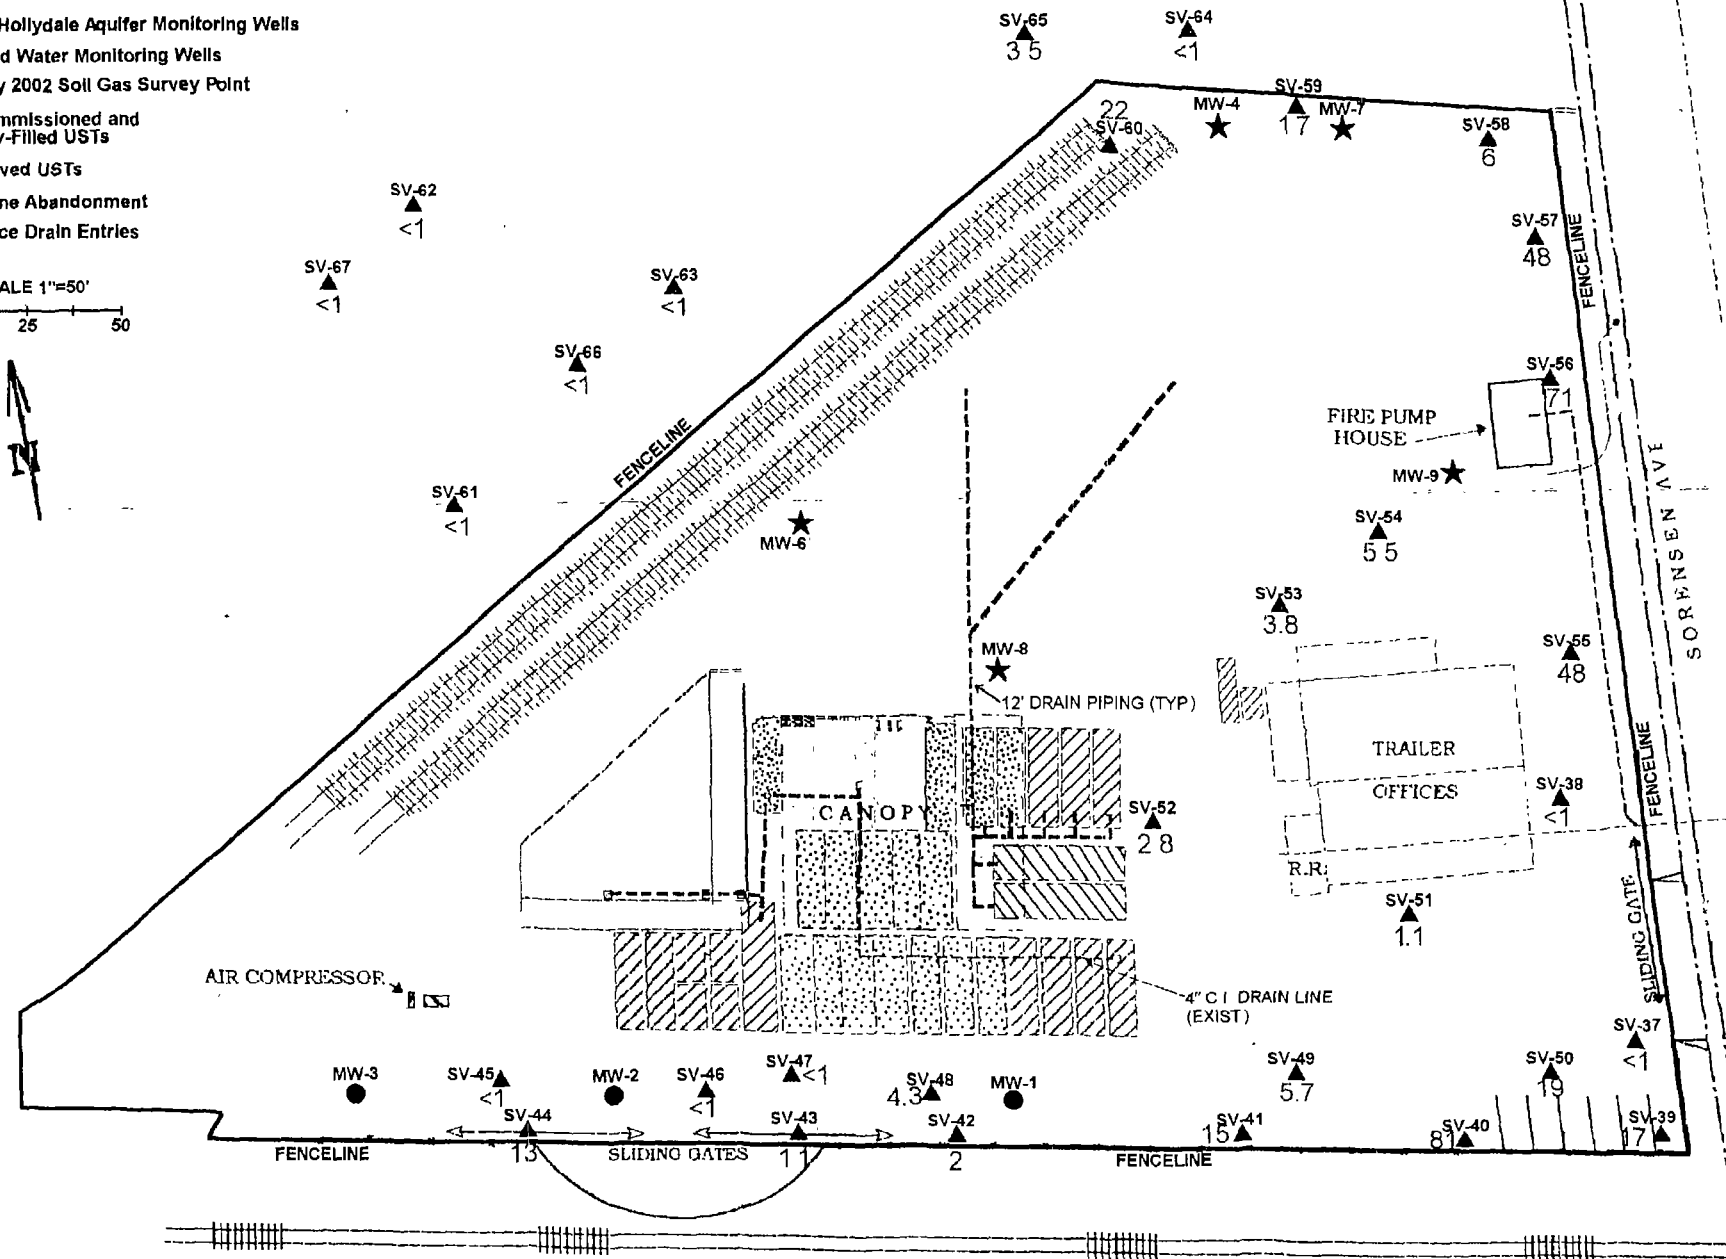 Hollydale Aquifer Monitoring Wells
d Water Monitoring Wells
y 2002 Soil Gas Survey Point
mmissioned and
y-Filled USTs
ved USTs
ne Abandonment
ce Drain Entries
ALE 1"=50'
25 50
N
SV-65
3 5
SV-64
<1
SV-59
17
MW-4
MW-7
22
SV-60
SV-58
6
SV-62
<1
SV-57
48
FENCELINE
SV-67
<1
SV-63
<1
SV-66
<1
SV-56
71
FIRE PUMP
HOUSE
MW-9
FENCELINE
SORENSEN AVE
SV-61
<1
MW-6
SV-54
5 5
SV-53
3.8
SV-55
48
MW-8
12' DRAIN PIPING (TYP)
TRAILER
OFFICES
FENCELINE
CANOPY
SV-52
2 8
SV-38
<1
R.R.
SV-51
1.1
SLIDING GATE
AIR COMPRESSOR
4" C I DRAIN LINE
(EXIST)
SV-37
<1
MW-3
SV-45
<1
MW-2
SV-46
<1
SV-47
<1
SV-48
4.3
MW-1
SV-49
5.7
SV-50
19
SV-44
13
SV-43
11
SV-42
2
SV-41
15
SV-40
SV-39
17
FENCELINE
SLIDING GATES
FENCELINE